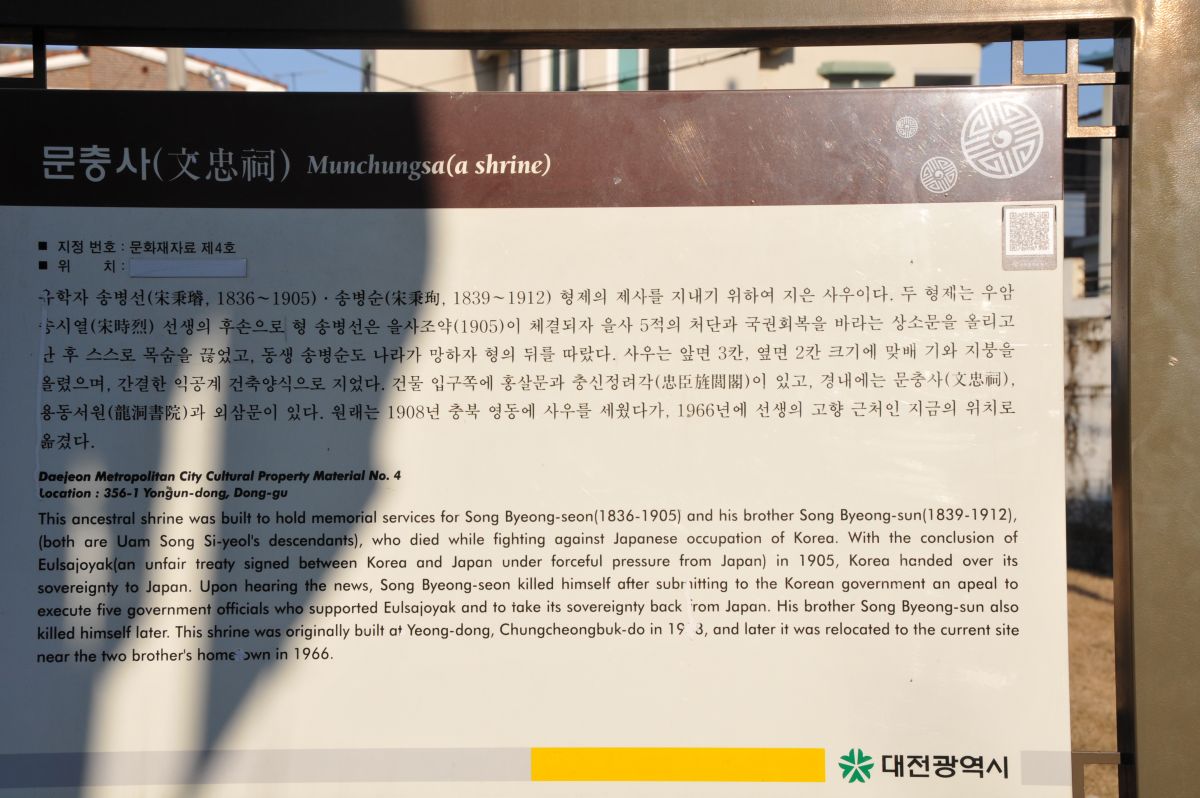 문충사(文忠祠) Munchungsa(a shrine)
■ 지정 번호 : 문화재자료 제4호
■ 위 치 :
유학자 송병선(宋秉璿, 1836~1905)·송병순(宋秉珣, 1839~1912) 형제의 제사를 지내기 위하여 지은 사우이다. 두 형제는 우암
송시열(宋時烈) 선생의 후손으로 형 송병선은 을사조약(1905)이 체결되자 을사 5적의 처단과 국권회복을 바라는 상소문을 올리고
난 후 스스로 목숨을 끊었고, 동생 송병순도 나라가 망하자 형의 뒤를 따랐다. 사우는 앞면 3칸, 옆면 2칸 크기에 맞배 기와 지붕을
올렸으며, 간결한 익공계 건축양식으로 지었다. 건물 입구쪽에 홍살문과 충신정려각(忠臣旌閭閣)이 있고, 경내에는 문충사(文忠祠),
용동서원(龍洞書院)과 외삼문이 있다. 원래는 1908년 충북 영동에 사우를 세웠다가, 1966년에 선생의 고향 근처인 지금의 위치로
옮겼다.
Daejeon Metropolitan City Cultural Property Material No. 4
Location : 356-1 Yongun-dong, Dong-gu
This ancestral shrine was built to hold memorial services for Song Byeong-seon(1836-1905) and his brother Song Byeong-sun(1839-1912),
(both are Uam Song Si-yeol's descendants), who died while fighting against Japanese occupation of Korea. With the conclusion of
Eulsajoyak(an unfair treaty signed between Korea and Japan under forceful pressure from Japan) in 1905, Korea handed over its
sovereignty to Japan. Upon hearing the news, Song Byeong-seon killed himself after submitting to the Korean government an apeal to
execute five government officials who supported Eulsajoyak and to take its sovereignty back from Japan. His brother Song Byeong-sun also
killed himself later. This shrine was originally built at Yeong-dong, Chungcheongbuk-do in and later it was relocated to the current site
near the two brother's hometown in 1966.
대전광역시